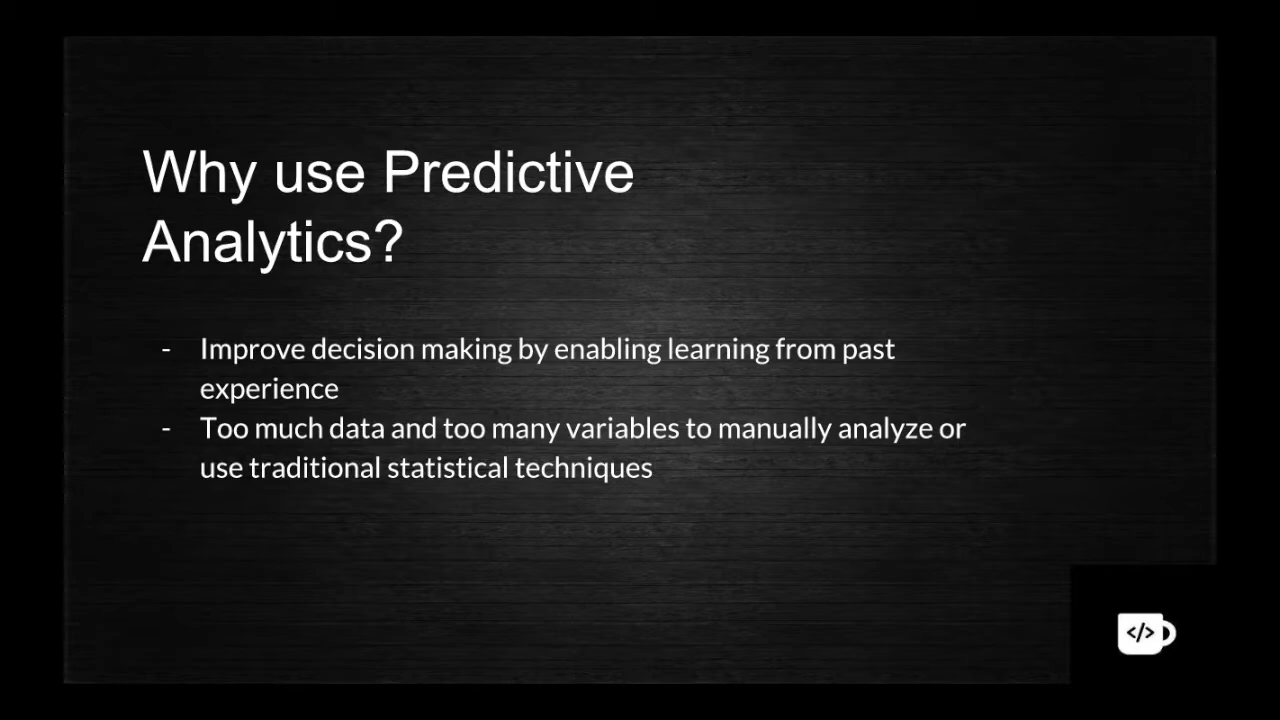 Why use Predictive
Analytics?
- Improve decision making by enabling learning from past
experience
- Too much data and too many variables to manually analyze or
use traditional statistical techniques
</>